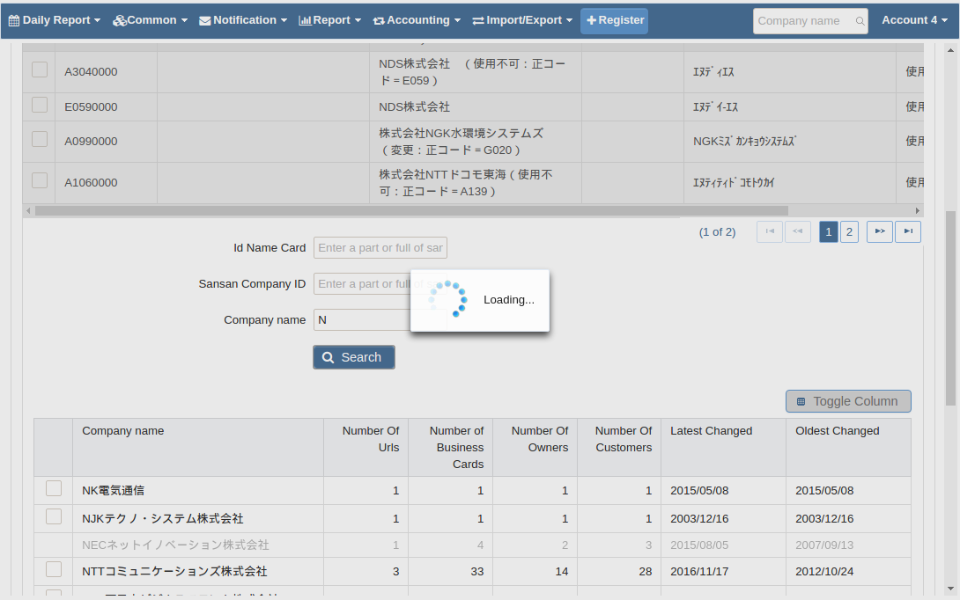 Daily Report Common Notification Report Accounting Import/Export Register Company name Account 4
A3040000 NDS株式会社 （使用不可：正コー ｴﾇﾃﾞｨｴｽ 使用
ド＝E059）
E0590000 NDS株式会社 ｴﾇﾃﾞｲｰｴｽ 使用
A0990000 株式会社NGK水環境システムズ NGKﾐｽﾞｶﾝｷｮｳｼｽﾃﾑｽﾞ 使用
（変更：正コード＝G020）
A1060000 株式会社NTTドコモ東海（使用不 ｴﾇﾃｨﾃｨﾄﾞｺﾓﾄｳｶｲ 使用
可：正コード＝A139）
(1 of 2) 1 2
Id Name Card Enter a part or full of sar
Sansan Company ID Enter a part or full
Loading...
Company name N
Search
Toggle Column
Company name Number Of Urls Number of Business Cards Number Of Owners Number Of Customers Latest Changed Oldest Changed
NK電気通信 1 1 1 1 2015/05/08 2015/05/08
NJKテクノ・システム株式会社 1 1 1 1 2003/12/16 2003/12/16
NECネットイノベーション株式会社 1 4 2 3 2015/08/05 2007/09/13
NTTコミュニケーションズ株式会社 3 33 14 28 2016/11/17 2012/10/24